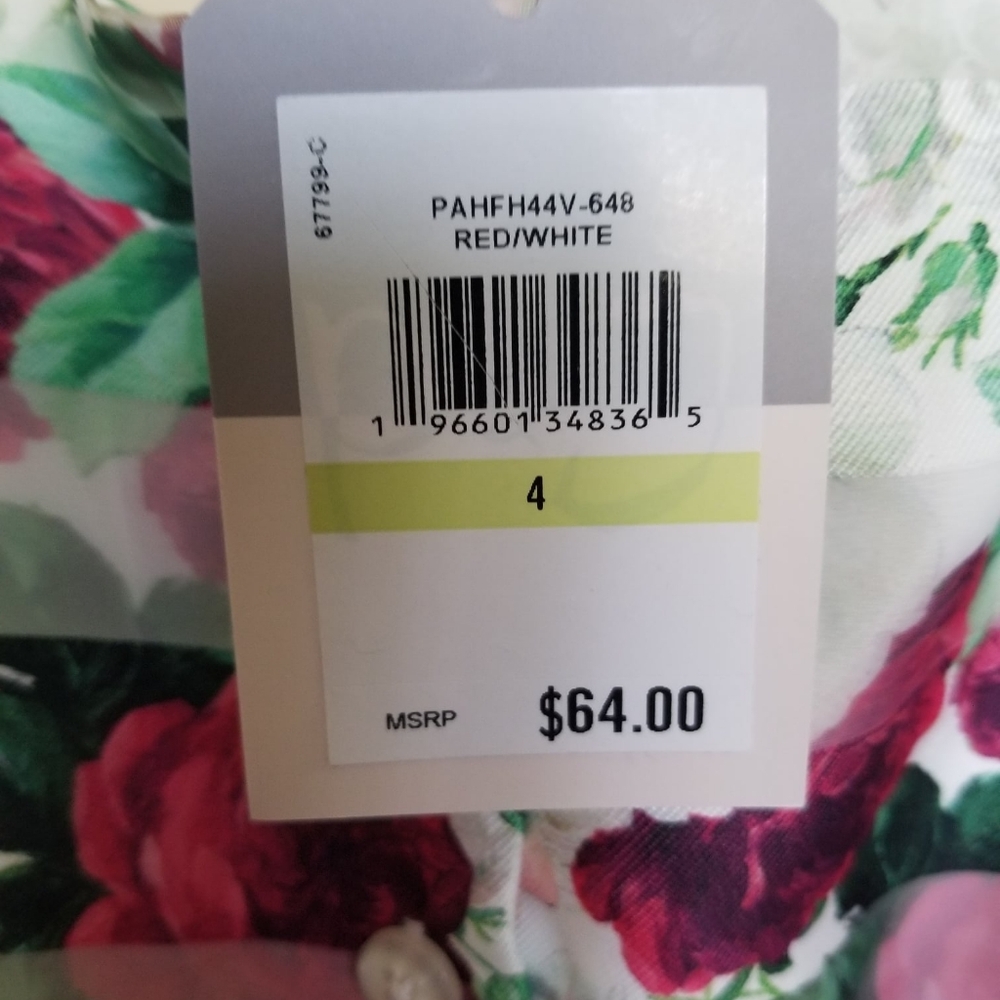 67799-C
PAHFH44V-648
RED/WHITE
1 96601 34836 5
4
MSRP $64.00